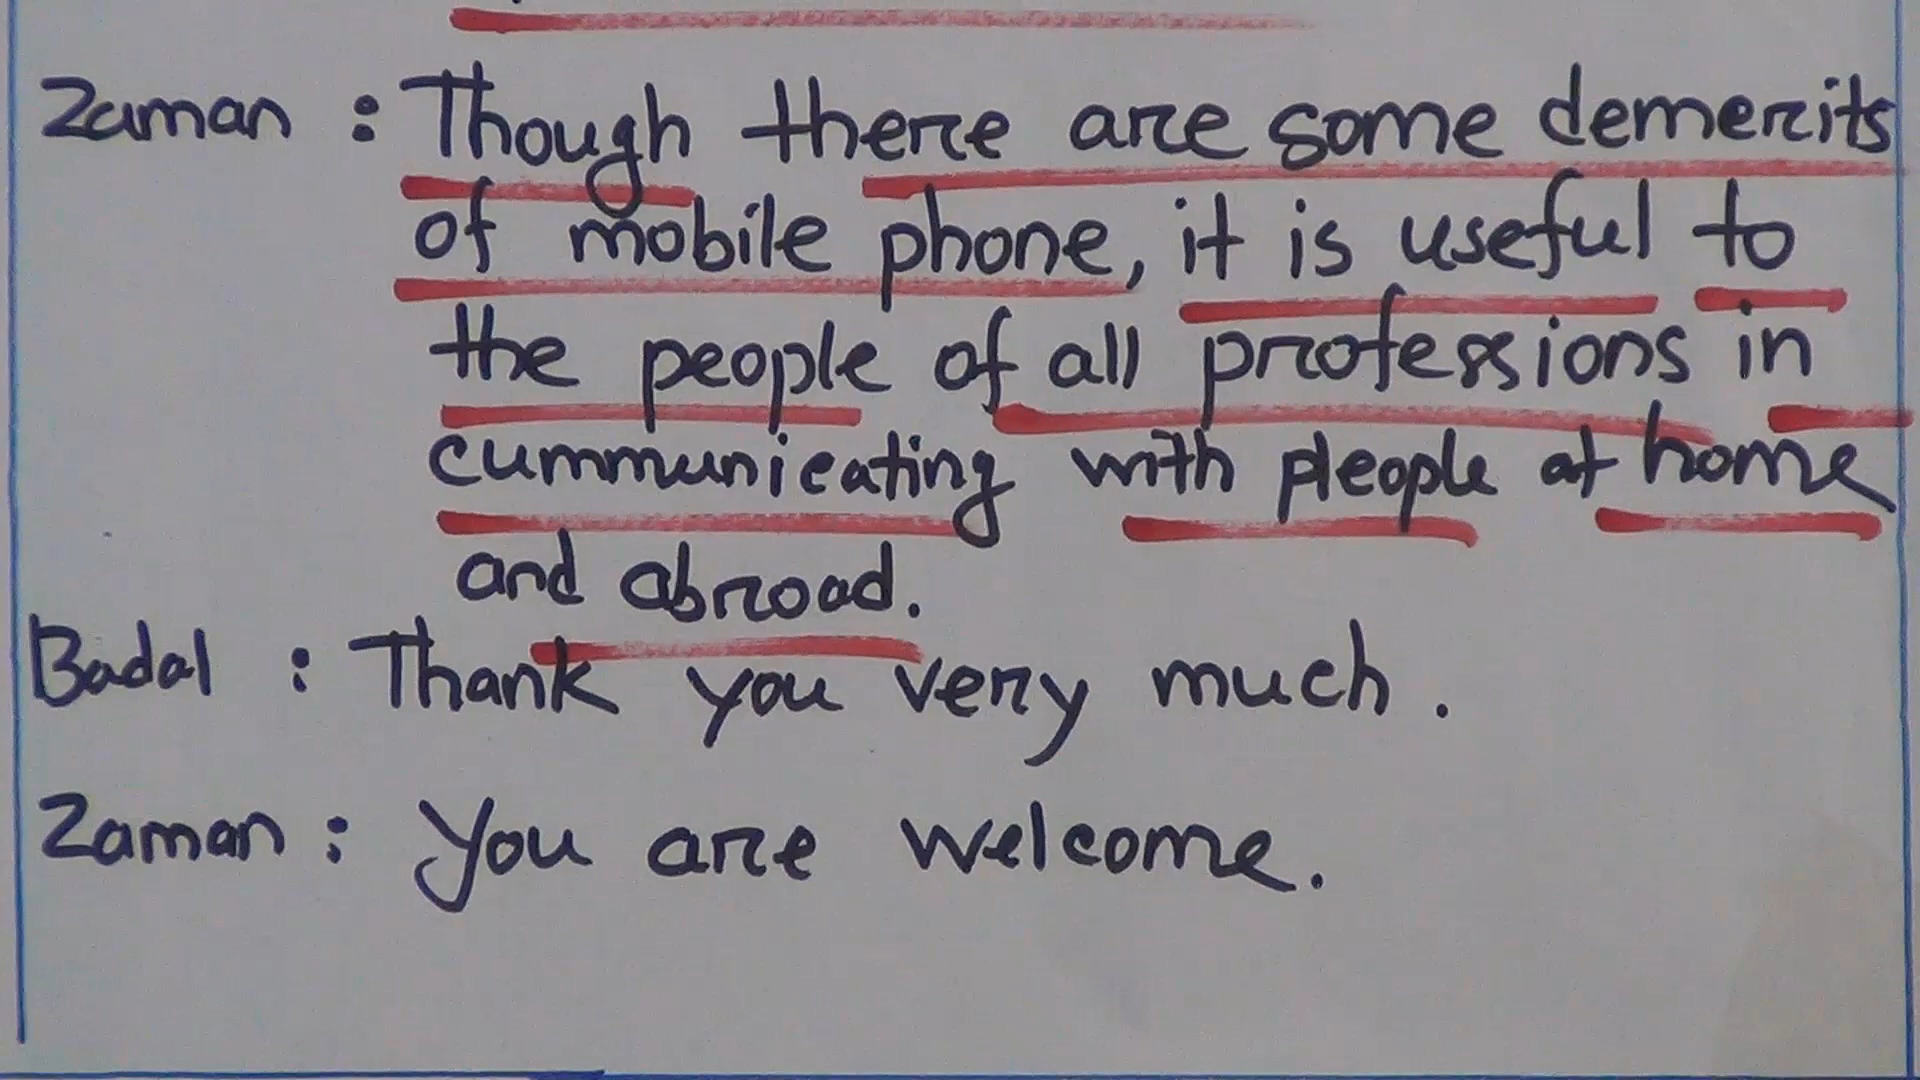 Zaman : Though there are some demerits
of mobile phone, it is useful to
the people of all professions in
cummunicating with pleople at home
and abroad.
Badal : Thank you very much.
Zaman : You are welcome.